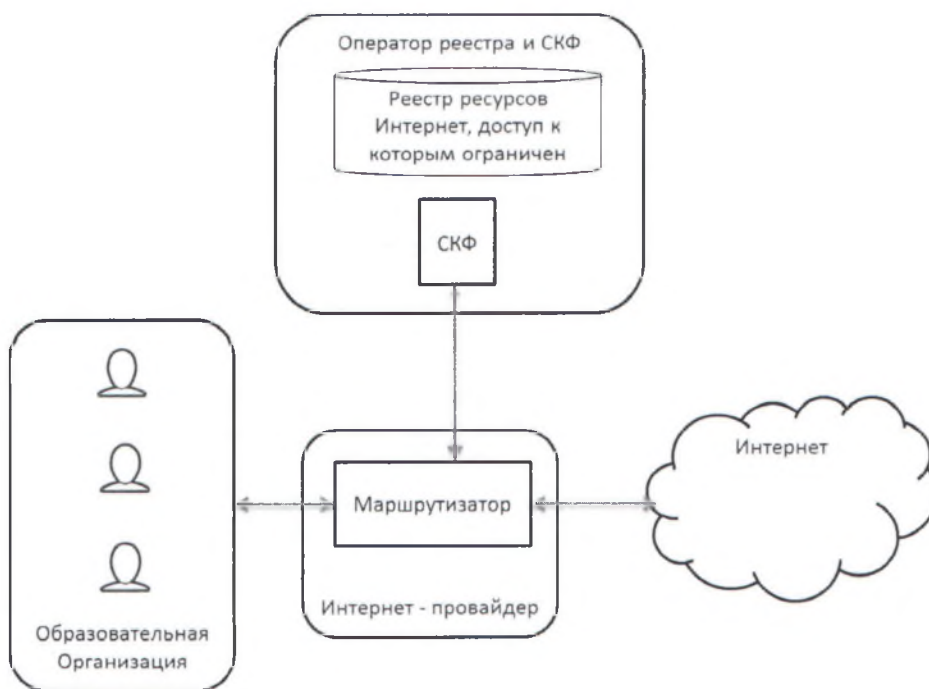 Оператор реестра и СКФ
Реестр ресурсов
Интернет, доступ к
которым ограничен
СКФ
Интернет
Маршрутизатор
Интернет - провайдер
Образовательная
Организация